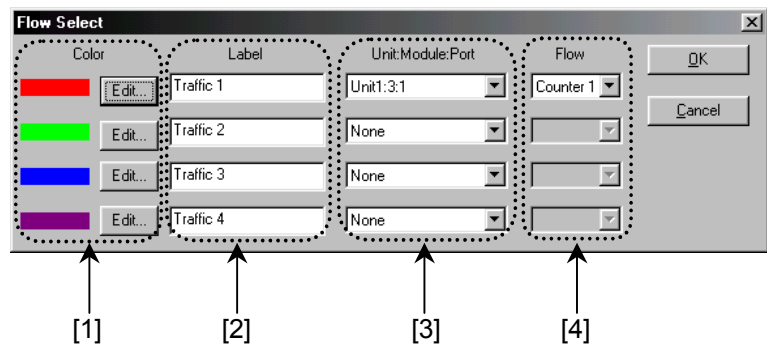 Flow Select
Color Label Unit:Module:Port Flow OK
Edit... Traffic 1 Unit1:3:1 Counter 1
Cancel
Edit... Traffic 2 None
Edit... Traffic 3 None
Edit... Traffic 4 None
[1] [2] [3] [4]